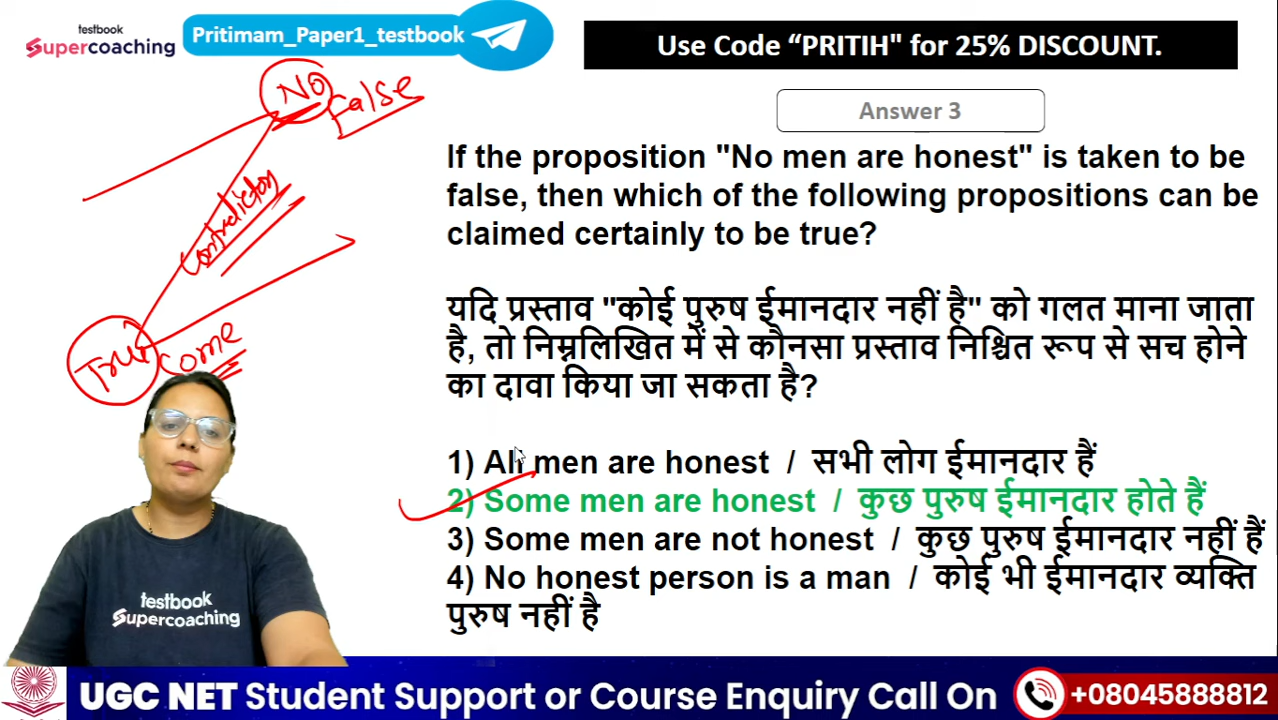 testbook
Supercoaching
Pritimam_Paper1_testbook
Use Code “PRITIH" for 25% DISCOUNT.
NO
False
Contradictory
True
Some
Answer 3
If the proposition "No men are honest" is taken to be
false, then which of the following propositions can be
claimed certainly to be true?
यदि प्रस्ताव "कोई पुरुष ईमानदार नहीं है" को गलत माना जाता
है, तो निम्नलिखित में से कौनसा प्रस्ताव निश्चित रूप से सच होने
का दावा किया जा सकता है?
1) All men are honest / सभी लोग ईमानदार हैं
2) Some men are honest / कुछ पुरुष ईमानदार होते हैं
3) Some men are not honest / कुछ पुरुष ईमानदार नहीं हैं
4) No honest person is a man / कोई भी ईमानदार व्यक्ति
पुरुष नहीं है
testbook
Supercoaching
UGC NET Student Support or Course Enquiry Call On
+08045888812